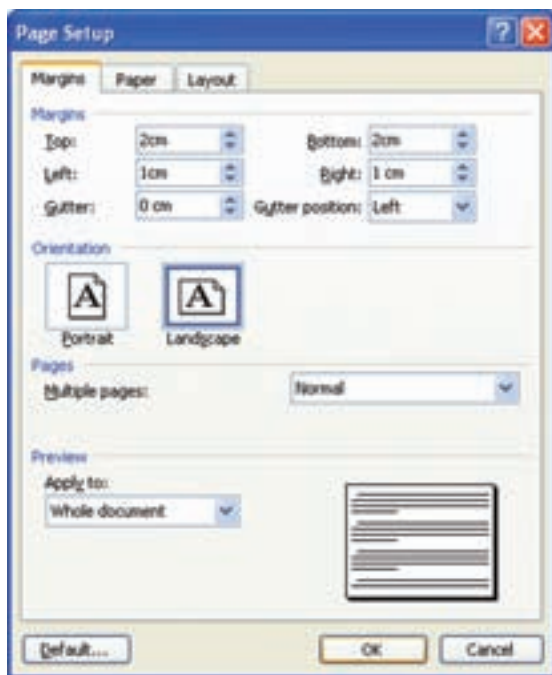 Page Setup
Margins Paper Layout
Margins
Top: 2cm Bottom: 2cm
Left: 1cm Right: 1 cm
Gutter: 0 cm Gutter position: Left
Orientation
A A
Portrait Landscape
Pages
Multiple pages: Normal
Preview
Apply to:
Whole document
Default... OK Cancel